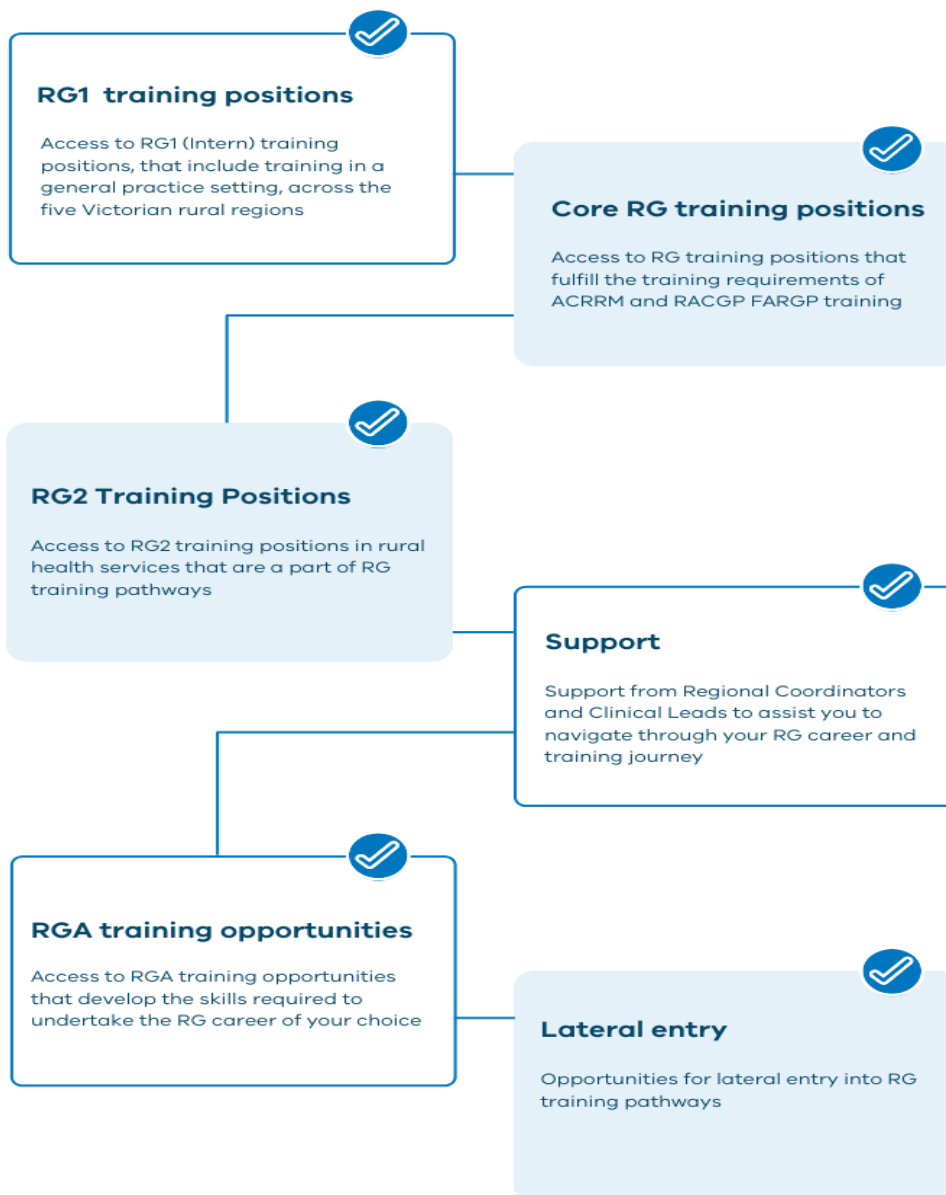 RG1 training positions
Access to RG1 (Intern) training
positions, that include training in a
general practice setting, across the
five Victorian rural regions
Core RG training positions
Access to RG training positions that
fulfill the training requirements of
ACRRM and RACGP FARGP training
RG2 Training Positions
Access to RG2 training positions in rural
health services that are a part of RG
training pathways
Support
Support from Regional Coordinators
and Clinical Leads to assist you to
navigate through your RG career and
training journey
RGA training opportunities
Access to RGA training opportunities
that develop the skills required to
undertake the RG career of your choice
Lateral entry
Opportunities for lateral entry into RG
training pathways